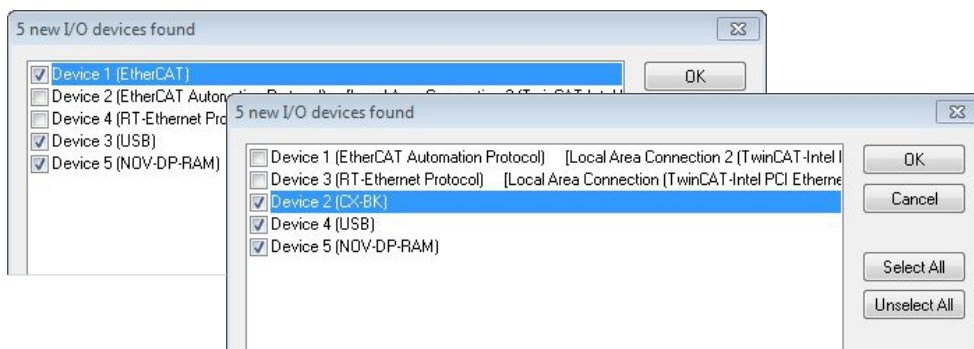 5 new I/O devices found
Device 1 (EtherCAT)
OK
Device 2 (EtherCAT
Device 4 (RT-Ethernet
Device 3 (USB)
Device 5 (NOV-DP-RAM)
5 new I/O devices found
Device 1 (EtherCAT Automation Protocol) [Local Area Connection 2 (TwinCAT-Intel
OK
Device 3 (RT-Ethernet Protocol) [Local Area Connection (TwinCAT-Intel PCI Etherne
Device 2 (CX-BK)
Cancel
Device 4 (USB)
Device 5 (NOV-DP-RAM)
Select All
Unselect All